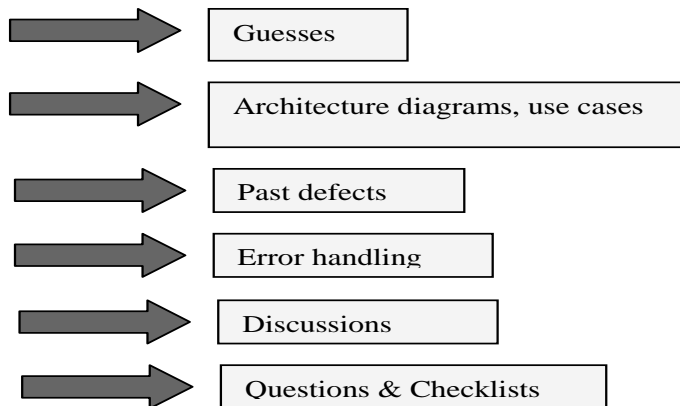 Guesses
Architecture diagrams, use cases
Past defects
Error handling
Discussions
Questions & Checklists